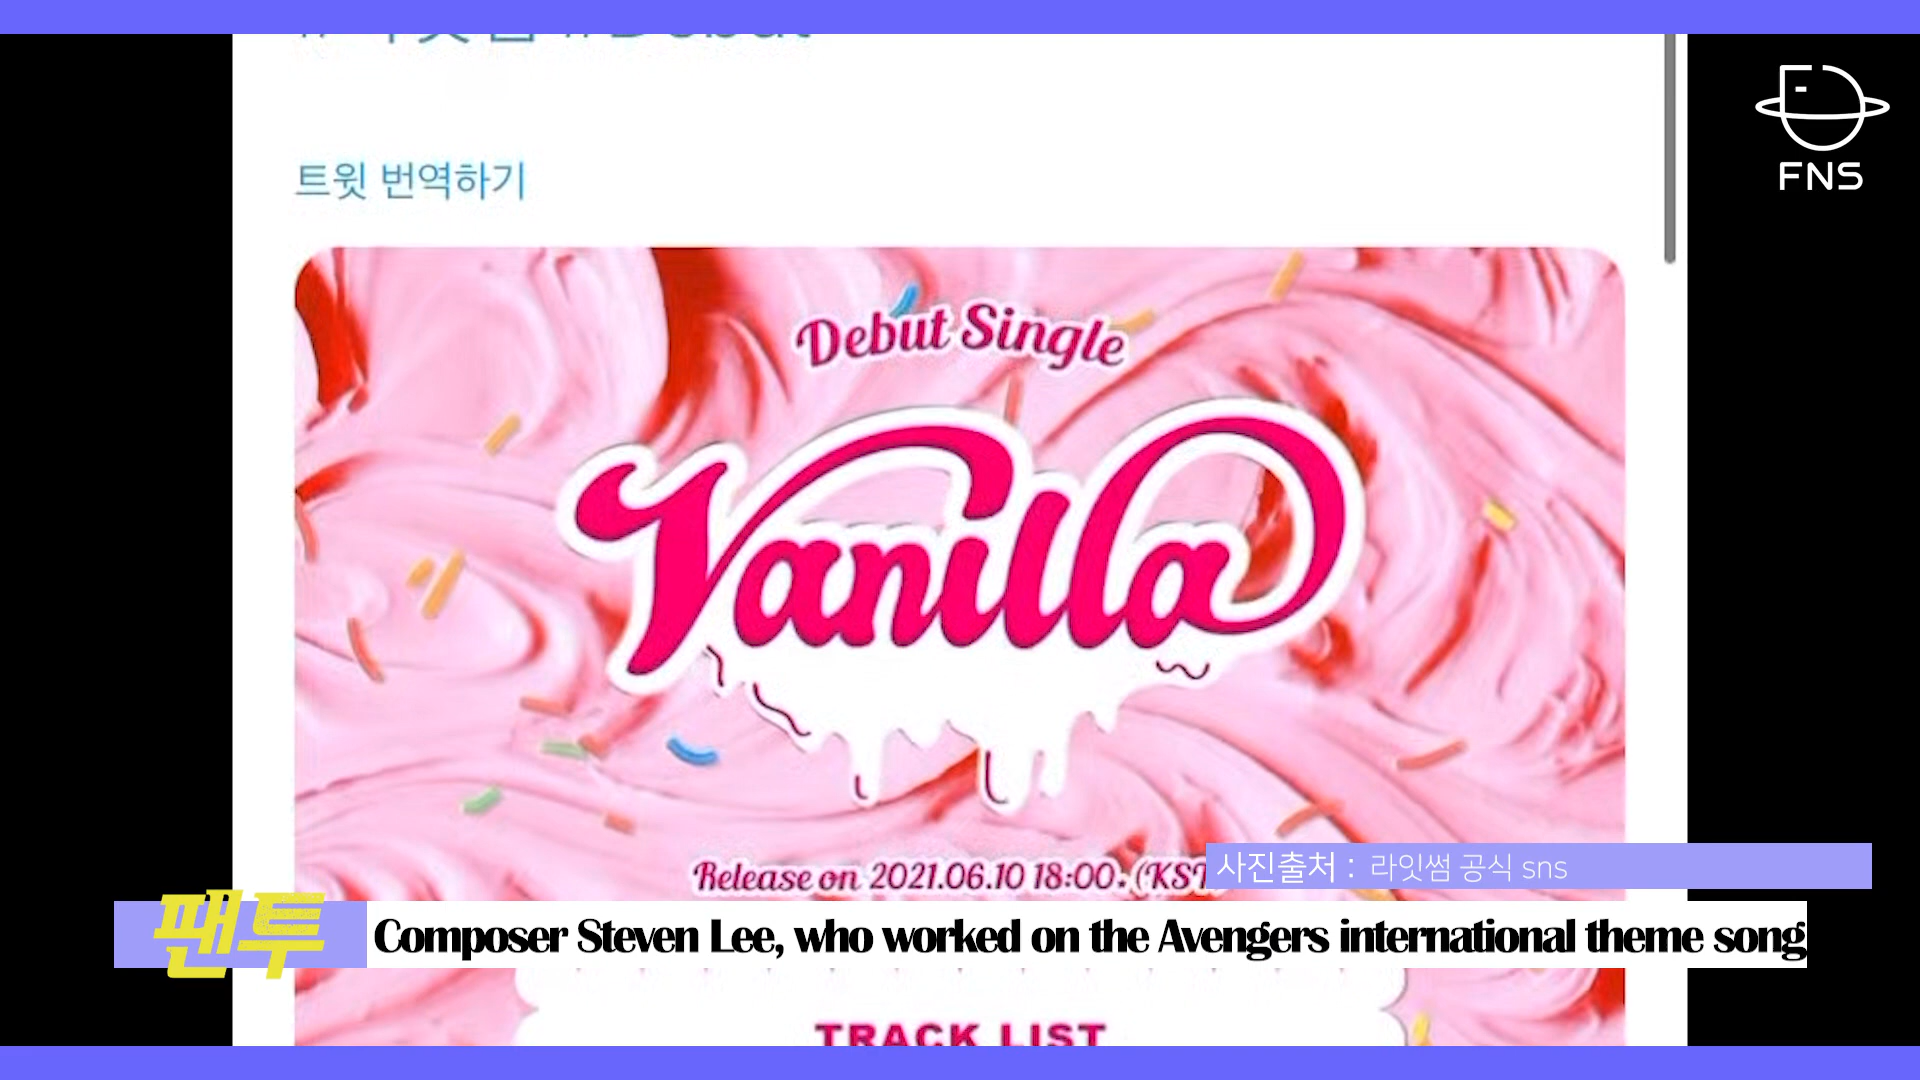 트윗 번역하기
FNS
Debut Single
Vanilla
Release on 2021.06.10 18:00. (KST
사진출처 : 라잇썸 공식 sns
팬투
Composer Steven Lee, who worked on the Avengers international theme song
TRACK LIST